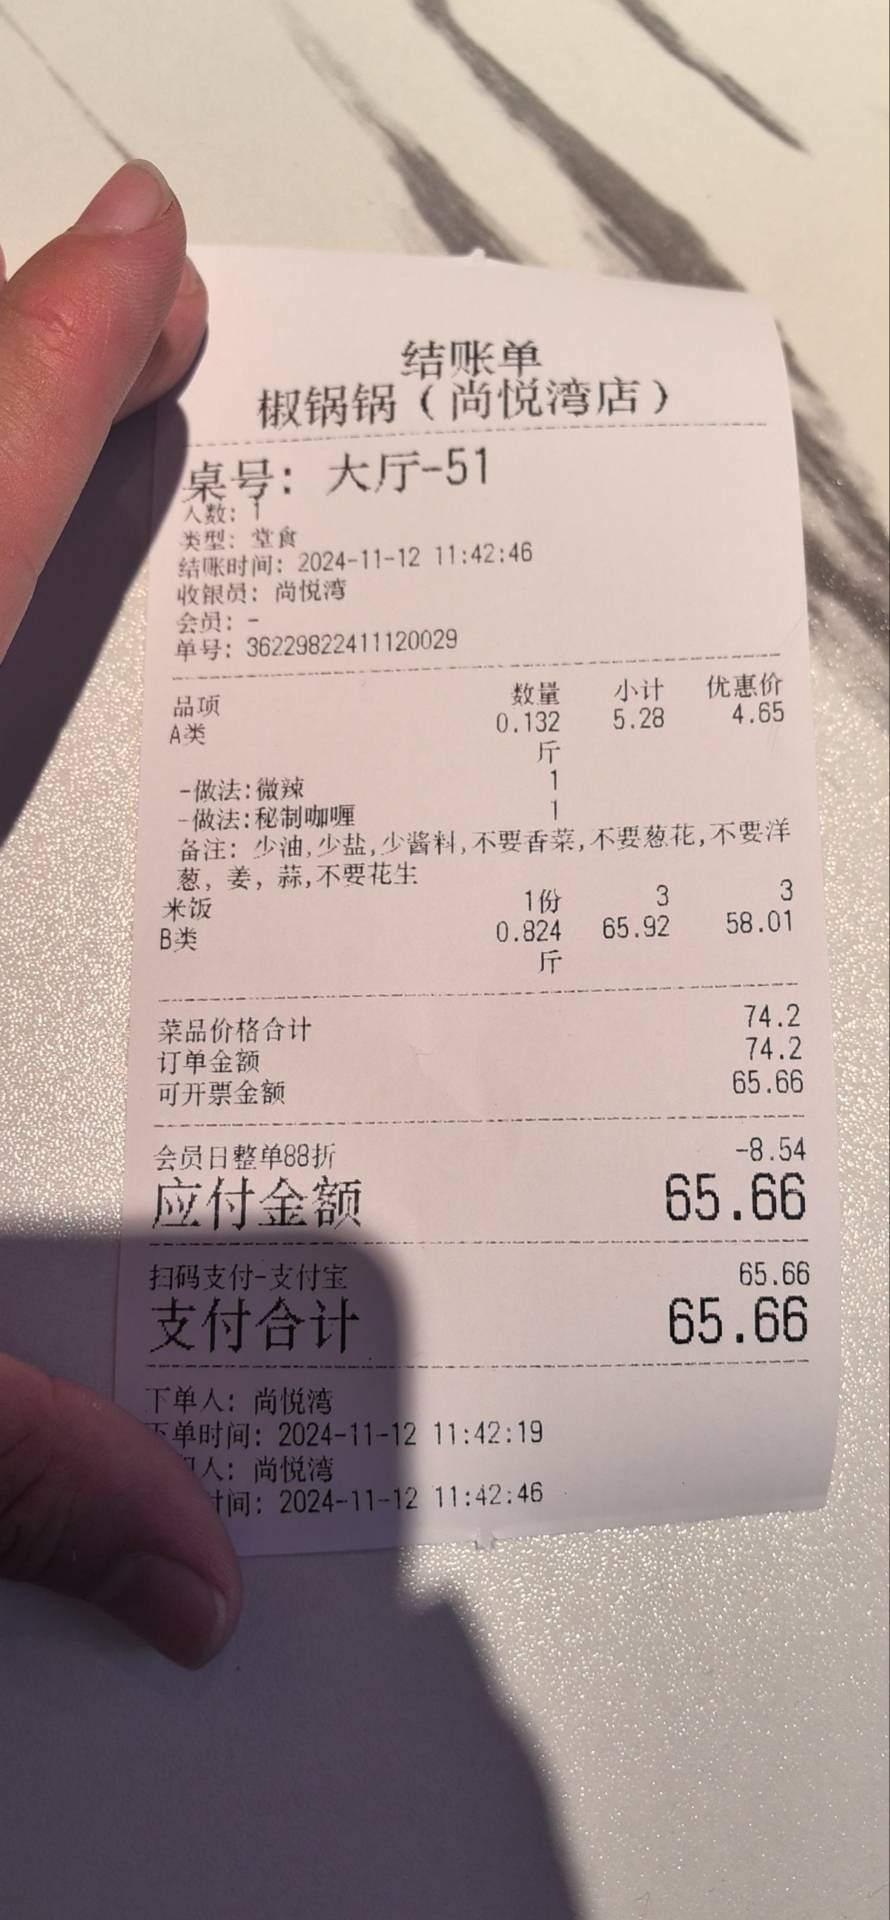 结账单
椒锅锅（尚悦湾店）
桌号：大厅-51
人数：1
类型：堂食
结账时间：2024-11-12 11:42:46
收银员：尚悦湾
会员：-
单号：36229822411120029
品项 数量 小计 优惠价
A类 0.132 5.28 4.65
斤
-做法:微辣 1
-做法:秘制咖喱 1
备注：少油,少盐,少酱料,不要香菜,不要葱花,不要洋
葱，姜，蒜,不要花生
米饭 1份 3 3
B类 0.824 65.92 58.01
斤
菜品价格合计 74.2
订单金额 74.2
可开票金额 65.66
会员日整单88折 -8.54
应付金额 65.66
扫码支付-支付宝 65.66
支付合计 65.66
下单人：尚悦湾
下单时间：2024-11-12 11:42:19
人：尚悦湾
时间：2024-11-12 11:42:46